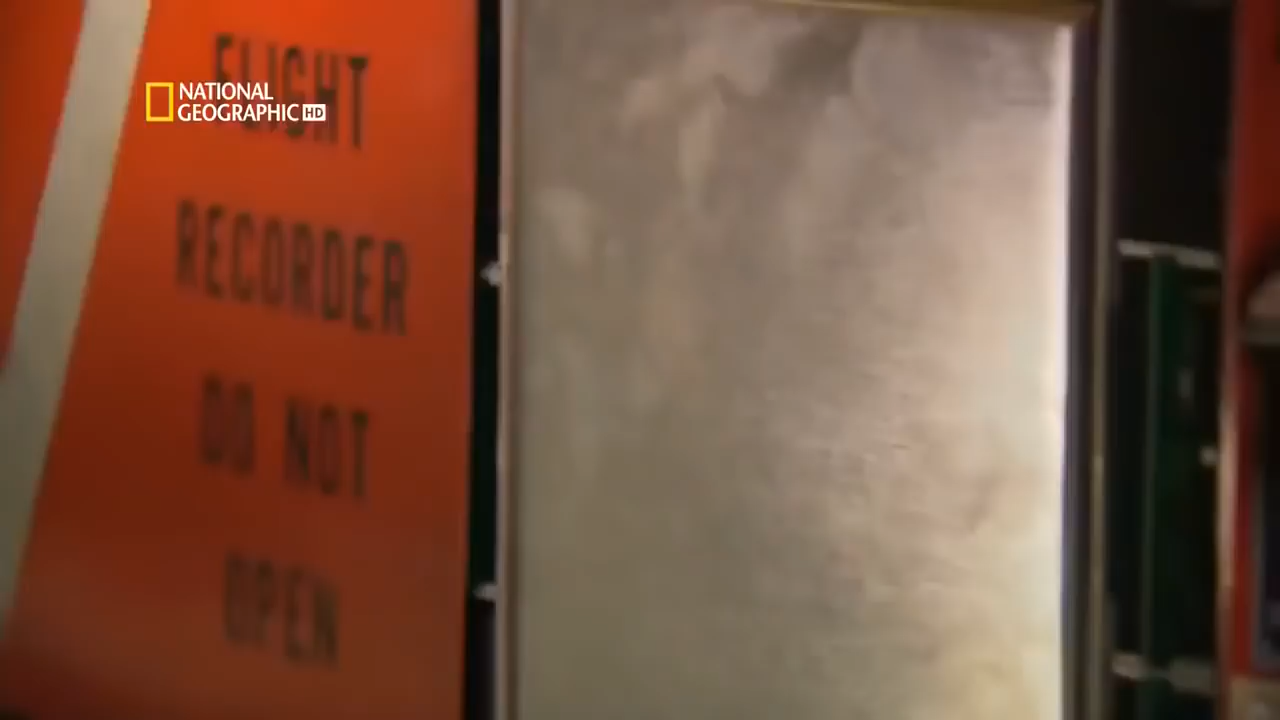 FLIGHT
NATIONAL
GEOGRAPHIC HD
RECORDER
DO NOT
OPEN